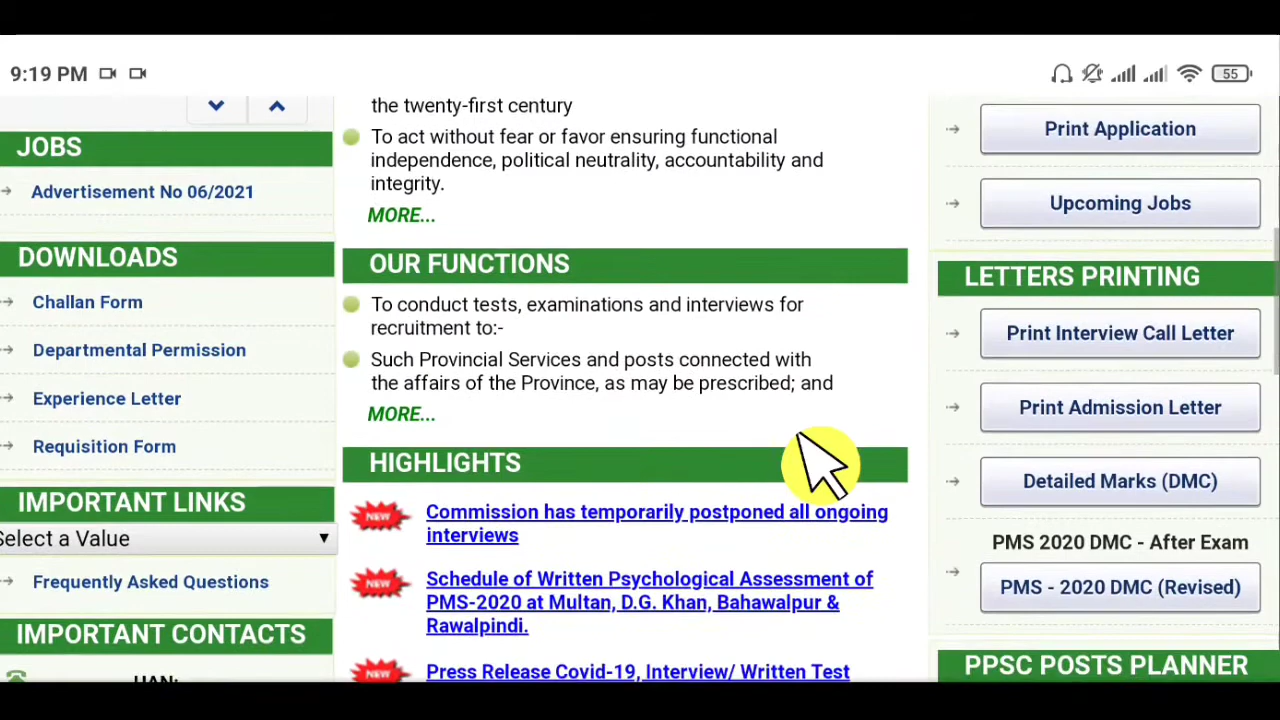 9:19 PM
55
JOBS
Advertisement No 06/2021
DOWNLOADS
Challan Form
Departmental Permission
Experience Letter
Requisition Form
IMPORTANT LINKS
Select a Value
Frequently Asked Questions
IMPORTANT CONTACTS
UAN:
the twenty-first century
To act without fear or favor ensuring functional
independence, political neutrality, accountability and
integrity.
MORE...
OUR FUNCTIONS
To conduct tests, examinations and interviews for
recruitment to:-
Such Provincial Services and posts connected with
the affairs of the Province, as may be prescribed; and
MORE...
HIGHLIGHTS
NEW
Commission has temporarily postponed all ongoing
interviews
NEW
Schedule of Written Psychological Assessment of
PMS-2020 at Multan, D.G. Khan, Bahawalpur &
Rawalpindi.
NEW
Press Release Covid-19, Interview/ Written Test
Print Application
Upcoming Jobs
LETTERS PRINTING
Print Interview Call Letter
Print Admission Letter
Detailed Marks (DMC)
PMS 2020 DMC - After Exam
PMS - 2020 DMC (Revised)
PPSC POSTS PLANNER